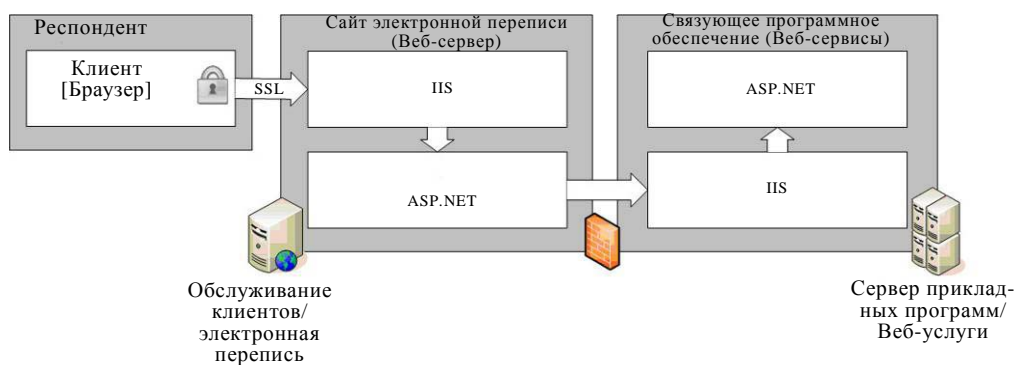 Респондент
Клиент
[Браузер]
SSL
Сайт электронной переписи
(Веб-сервер)
IIS
ASP.NET
Связующее программное
обеспечение (Веб-сервисы)
ASP.NET
IIS
Обслуживание
клиентов/
электронная
перепись
Сервер приклад-
ных программ/
Веб-услуги